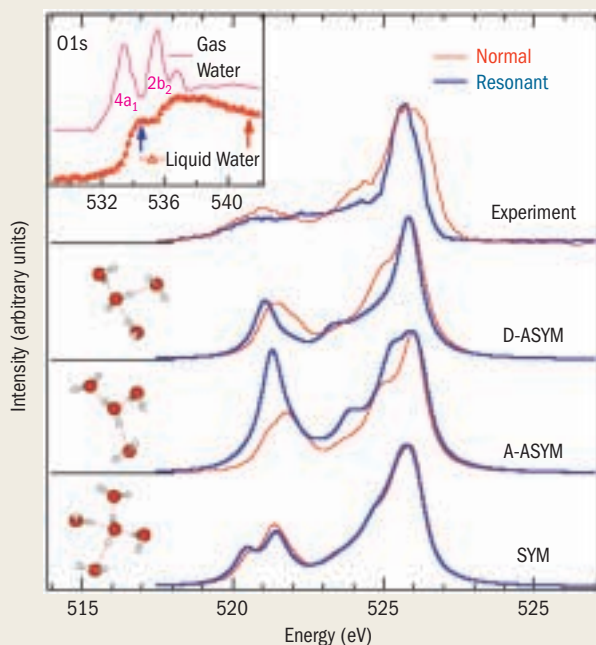 O1s
Gas
Water
4a₁
2b₂
Liquid Water
532 536 540
Normal
Resonant
Experiment
D-ASYM
A-ASYM
SYM
Intensity (arbitrary units)
515 520 525 525
Energy (eV)